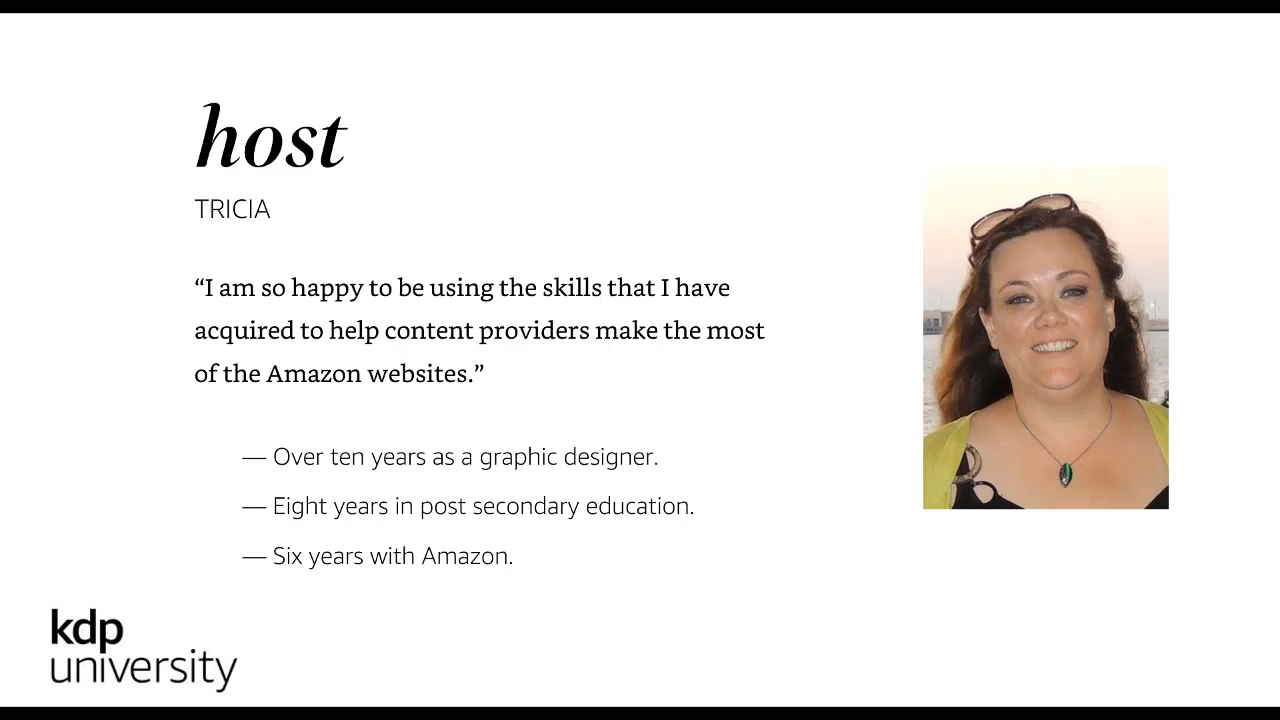 host
TRICIA
“I am so happy to be using the skills that I have
acquired to help content providers make the most
of the Amazon websites.”
— Over ten years as a graphic designer.
— Eight years in post secondary education.
— Six years with Amazon.
kdp
university